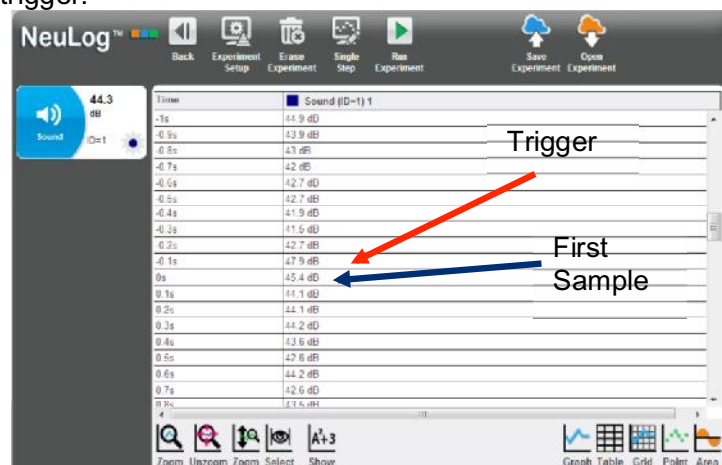 trigger.
NeuLog™
Back Experiment Setup Erase Experiment Single Step Run Experiment Save Experiment Open Experiment
44.3
dB
Sound ID=1
Time Sound (ID=1) 1
-1s 44.9 dB
-0.9s 43.9 dB
-0.8s 43 dB
-0.7s 42 dB
-0.6s 42.7 dB
-0.5s 42.7 dB
-0.4s 41.9 dB
-0.3s 41.5 dB
-0.2s 42.7 dB
-0.1s 47.9 dB
0s 45.4 dB
0.1s 44.1 dB
0.2s 44.1 dB
0.3s 44.2 dB
0.4s 43.6 dB
0.5s 42.6 dB
0.6s 44.2 dB
0.7s 42.6 dB
0.8s 43.5 dB
Trigger
First
Sample
Zoom Unzoom Zoom Select Show Graph Table Grid Point Area